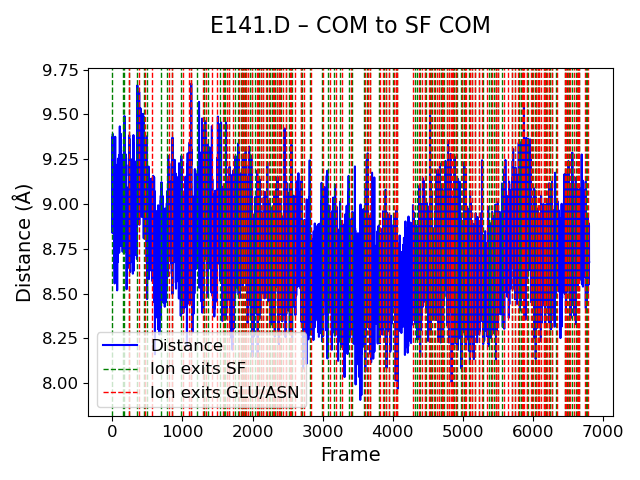 E141.D – COM to SF COM
9.75
9.50
9.25
9.00
8.75
8.50
8.25
8.00
Distance (Å)
Distance
Ion exits SF
Ion exits GLU/ASN
0 1000 2000 3000 4000 5000 6000 7000
Frame